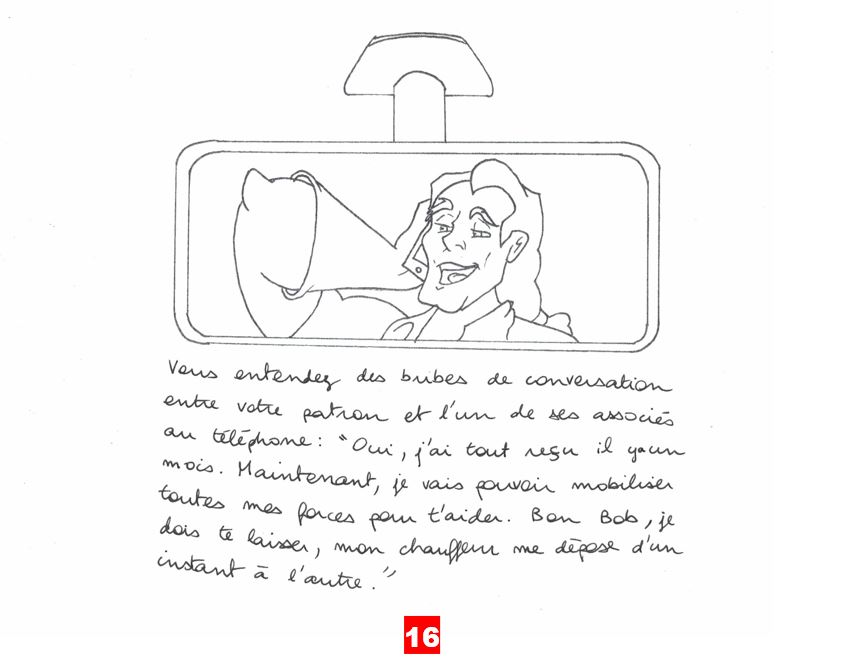 Vous entendez des bribes de conversation
entre votre patron et l'un de ses associés
au téléphone : "Oui, j'ai tout reçu il ya un
mois. Maintenant, je vais pouvoir mobiliser
toutes mes forces pour t'aider. Bon Bob, je
dois te laisser, mon chauffeur me dépose d'un
instant à l'autre."
16